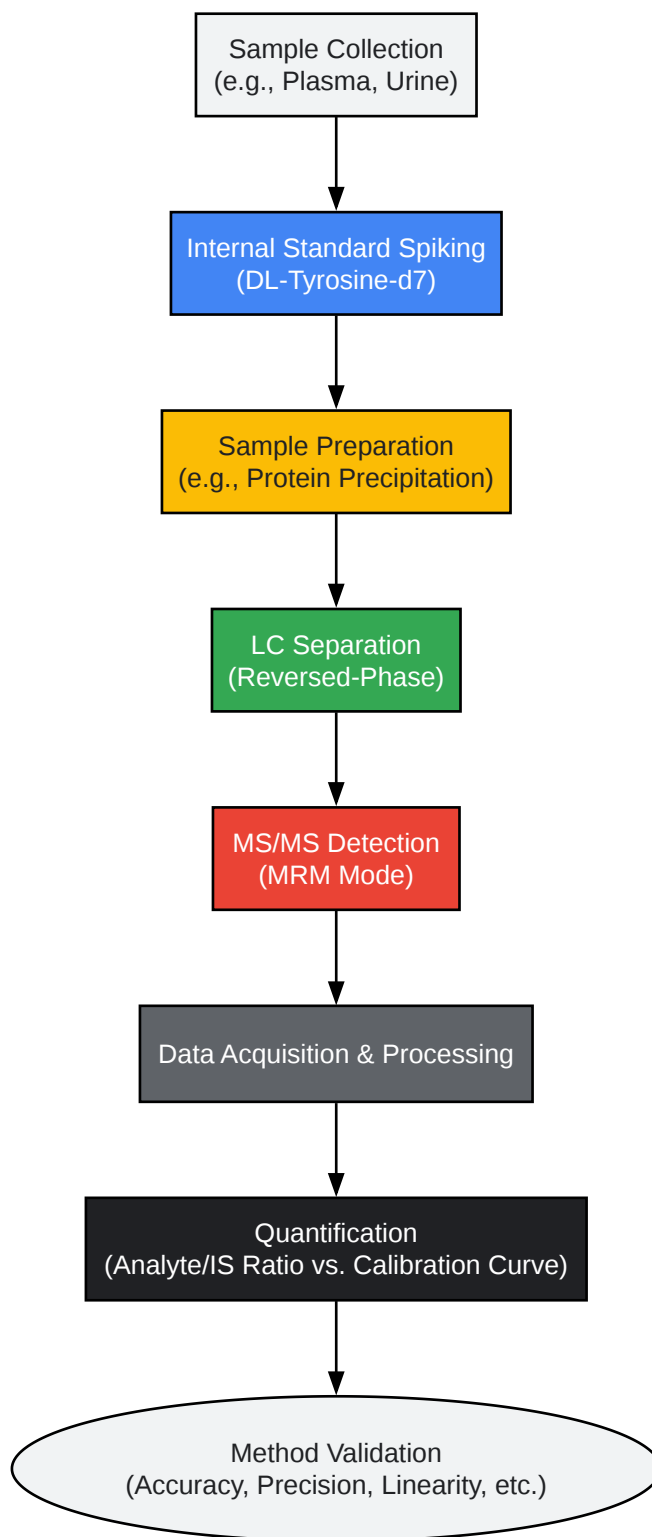 Sample Collection
(e.g., Plasma, Urine)
Internal Standard Spiking
(DL-Tyrosine-d7)
Sample Preparation
(e.g., Protein Precipitation)
LC Separation
(Reversed-Phase)
MS/MS Detection
(MRM Mode)
Data Acquisition & Processing
Quantification
(Analyte/IS Ratio vs. Calibration Curve)
Method Validation
(Accuracy, Precision, Linearity, etc.)